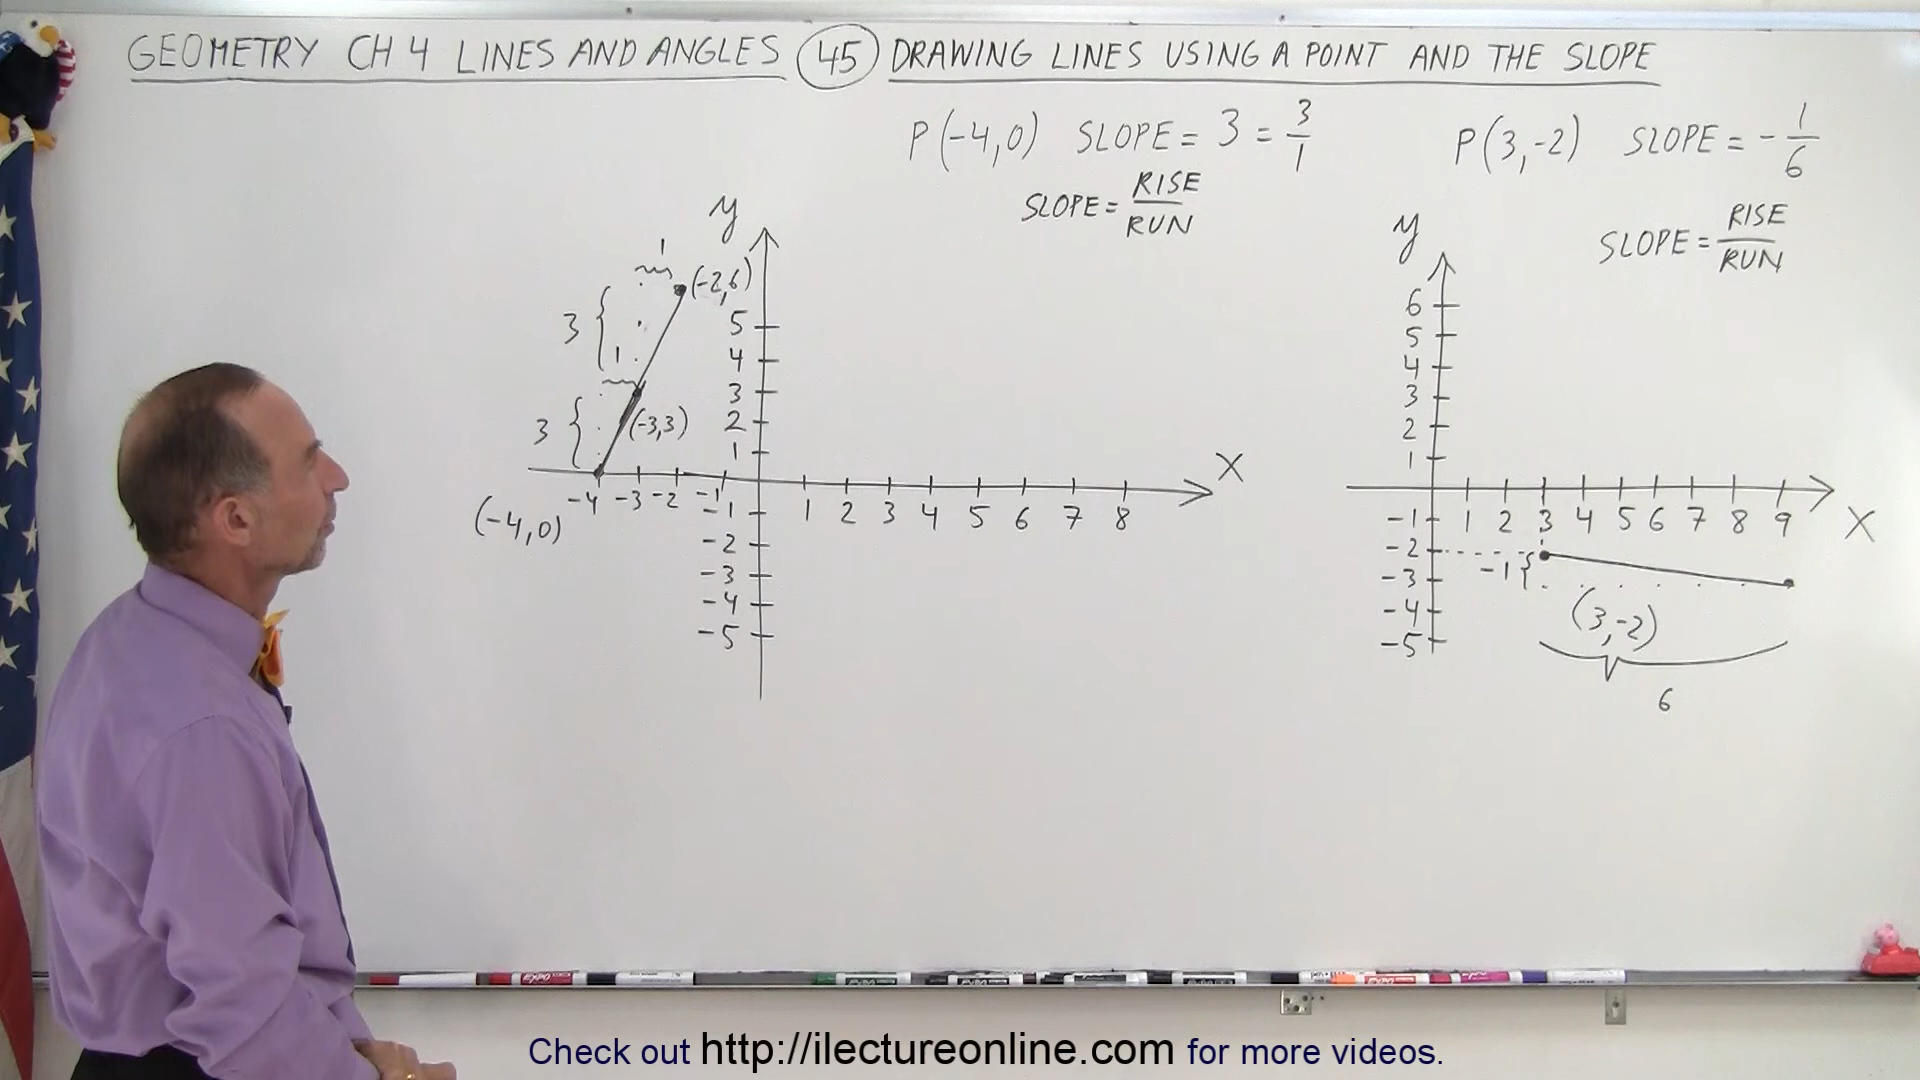 GEOMETRY CH 4 LINES AND ANGLES 45 DRAWING LINES USING A POINT AND THE SLOPE
P(-4,0) SLOPE = 3 = 3/1
SLOPE = RISE/RUN
y
1
(-2,6)
3
1
3
(-3,3)
5
4
3
2
1
X
-4 -3 -2 -1 1 2 3 4 5 6 7 8
(-4,0)
-1
-2
-3
-4
-5
P(3,-2) SLOPE = -1/6
SLOPE = RISE/RUN
y
6
5
4
3
2
1
1 2 3 4 5 6 7 8 9 X
-1
-2
-3
-4
-5
-1
(3,-2)
6
Check out http://ilectureonline.com for more videos.